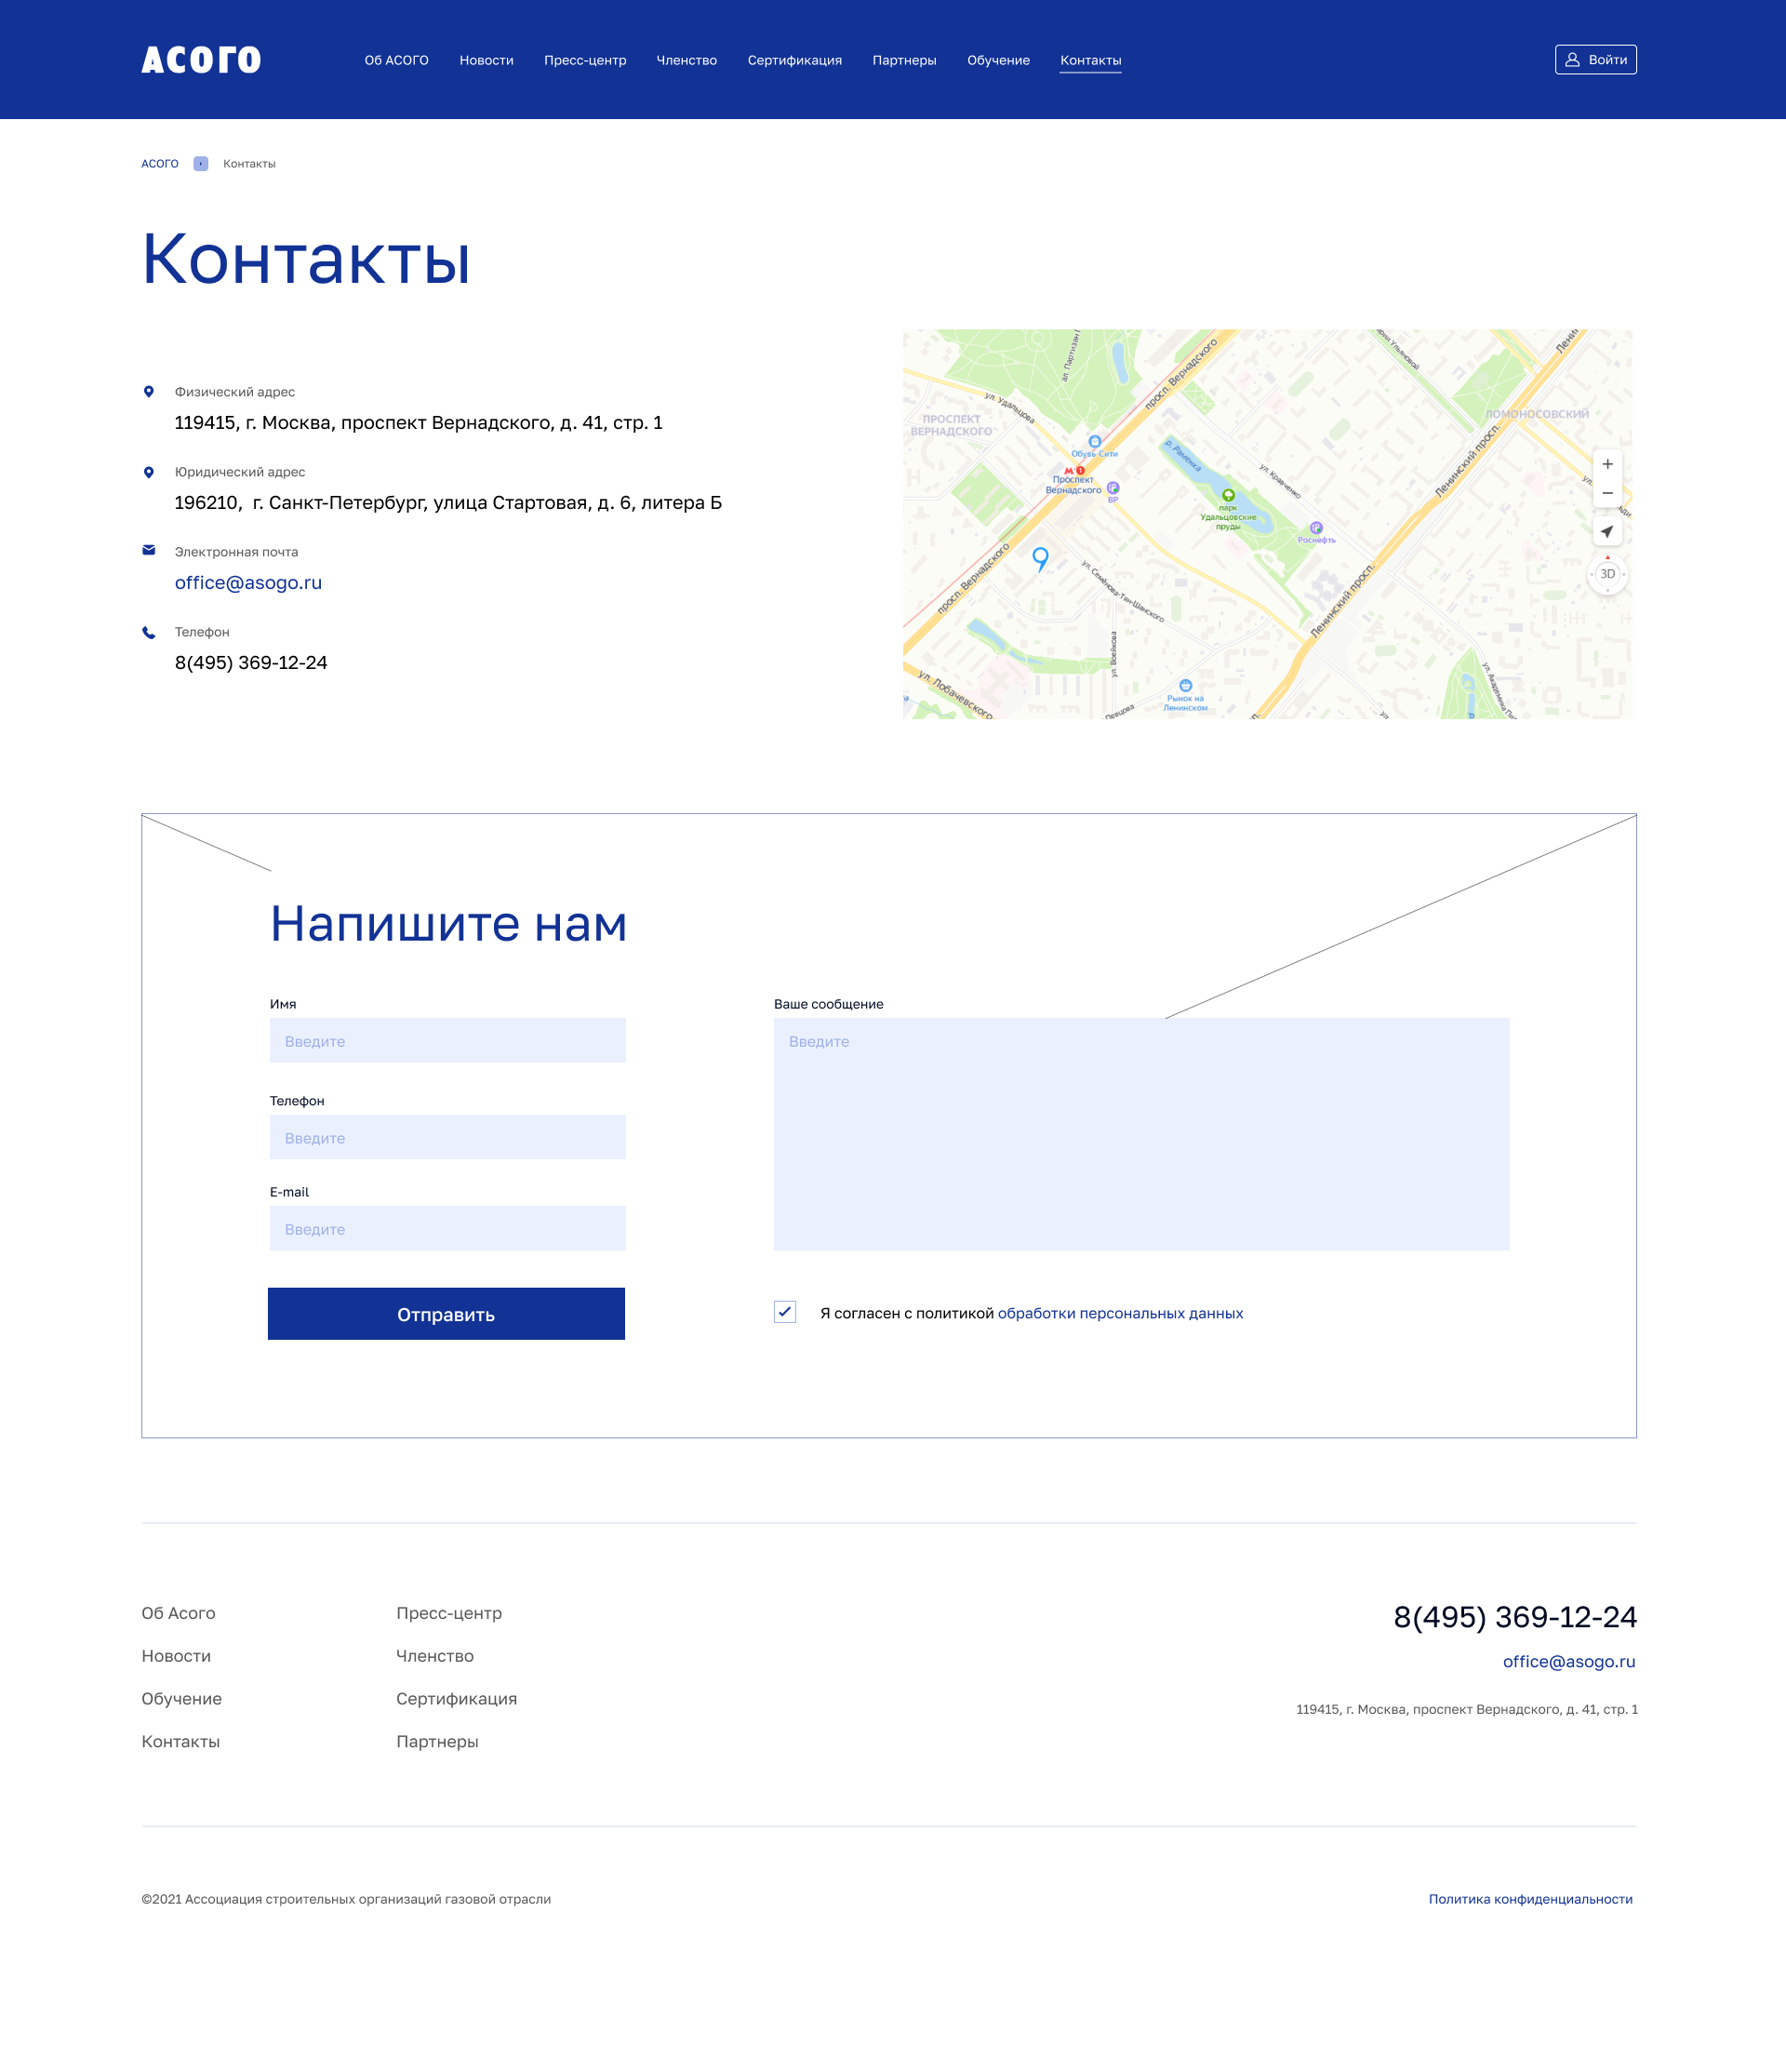 АСОГО
Об АСОГО
Новости
Пресс-центр
Членство
Сертификация
Партнеры
Обучение
Контакты
Войти
АСОГО
Контакты
Контакты
Физический адрес
119415, г. Москва, проспект Вернадского, д. 41, стр. 1
Юридический адрес
196210, г. Санкт-Петербург, улица Стартовая, д. 6, литера Б
Электронная почта
office@asogo.ru
Телефон
8(495) 369-12-24
просп. Вернадского
ул. Удальцова
ПРОСПЕКТ
ВЕРНАДСКОГО
ЛОМОНОСОВСКИЙ
Обувь Сити
р. Раменка
Ленинский просп.
ул. Кравченко
Проспект
Вернадского
ВР
парк
Удальцовские
пруды
Роснефть
просп. Вернадского
ул. Семёнова-Тян-Шанского
Ленинский просп.
3D
ул. Воейкова
ул. Лобачевского
Рынок на
Ленинском
Напишите нам
Имя
Введите
Телефон
Введите
E-mail
Введите
Ваше сообщение
Введите
Отправить
Я согласен с политикой обработки персональных данных
Об Асого
Новости
Обучение
Контакты
Пресс-центр
Членство
Сертификация
Партнеры
8(495) 369-12-24
office@asogo.ru
119415, г. Москва, проспект Вернадского, д. 41, стр. 1
©2021 Ассоциация строительных организаций газовой отрасли
Политика конфиденциальности